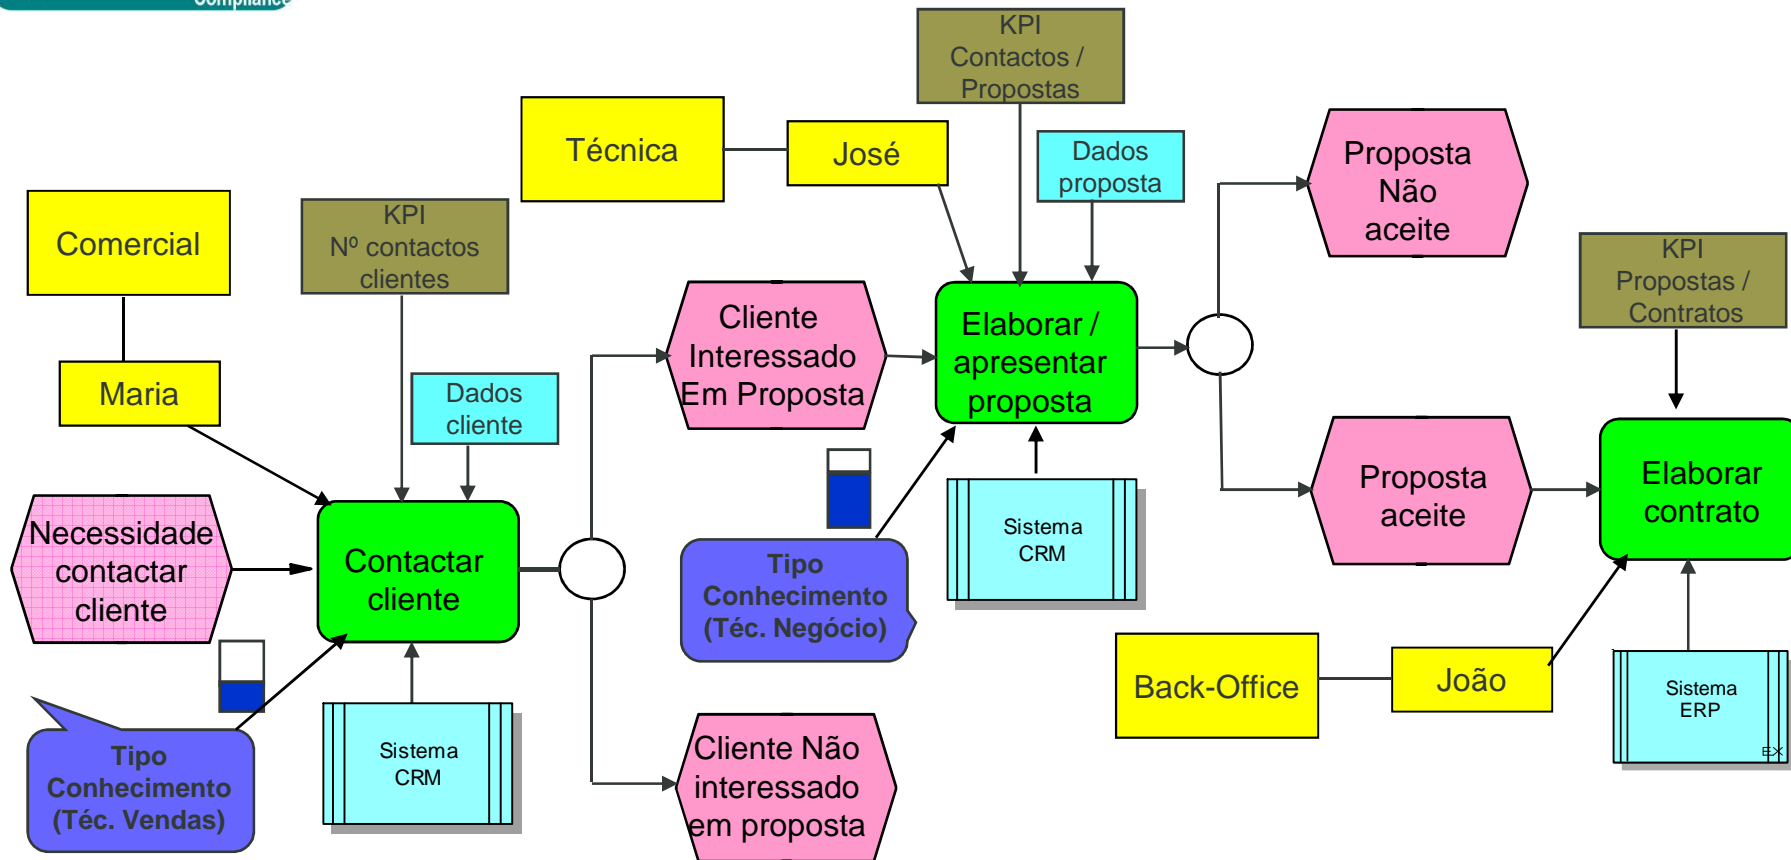 Compliance
KPI
Contactos /
Propostas
Técnica
José
Dados
proposta
Proposta
Não
aceite
Comercial
KPI
Nº contactos
clientes
KPI
Propostas /
Contratos
Maria
Dados
cliente
Cliente
Interessado
Em Proposta
Elaborar /
apresentar
proposta
Proposta
aceite
Elaborar
contrato
Necessidade
contactar
cliente
Contactar
cliente
Tipo
Conhecimento
(Téc. Negócio)
Sistema
CRM
Back-Office
João
Sistema
ERP
EX
Tipo
Conhecimento
(Téc. Vendas)
Sistema
CRM
Cliente Não
interessado
em proposta